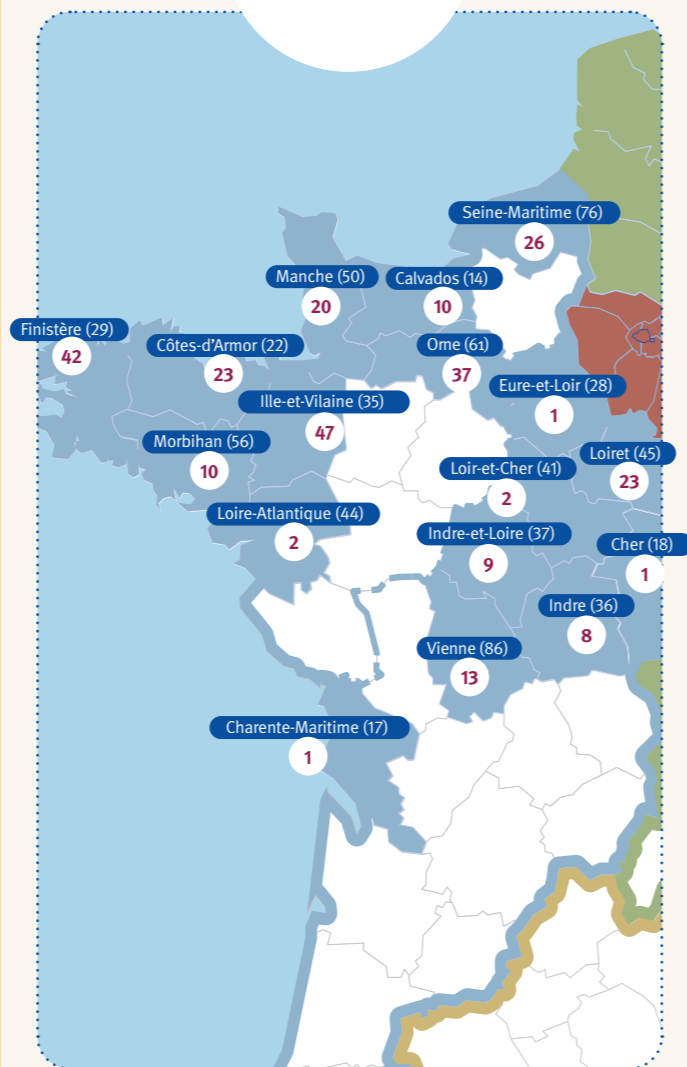 Seine-Maritime (76)
26
Manche (50)
20
Calvados (14)
10
Finistère (29)
42
Côtes-d'Armor (22)
23
Orne (61)
37
Eure-et-Loir (28)
1
Ille-et-Vilaine (35)
47
Morbihan (56)
10
Loir-et-Cher (41)
2
Loiret (45)
23
Loire-Atlantique (44)
2
Indre-et-Loire (37)
9
Cher (18)
1
Indre (36)
8
Vienne (86)
13
Charente-Maritime (17)
1